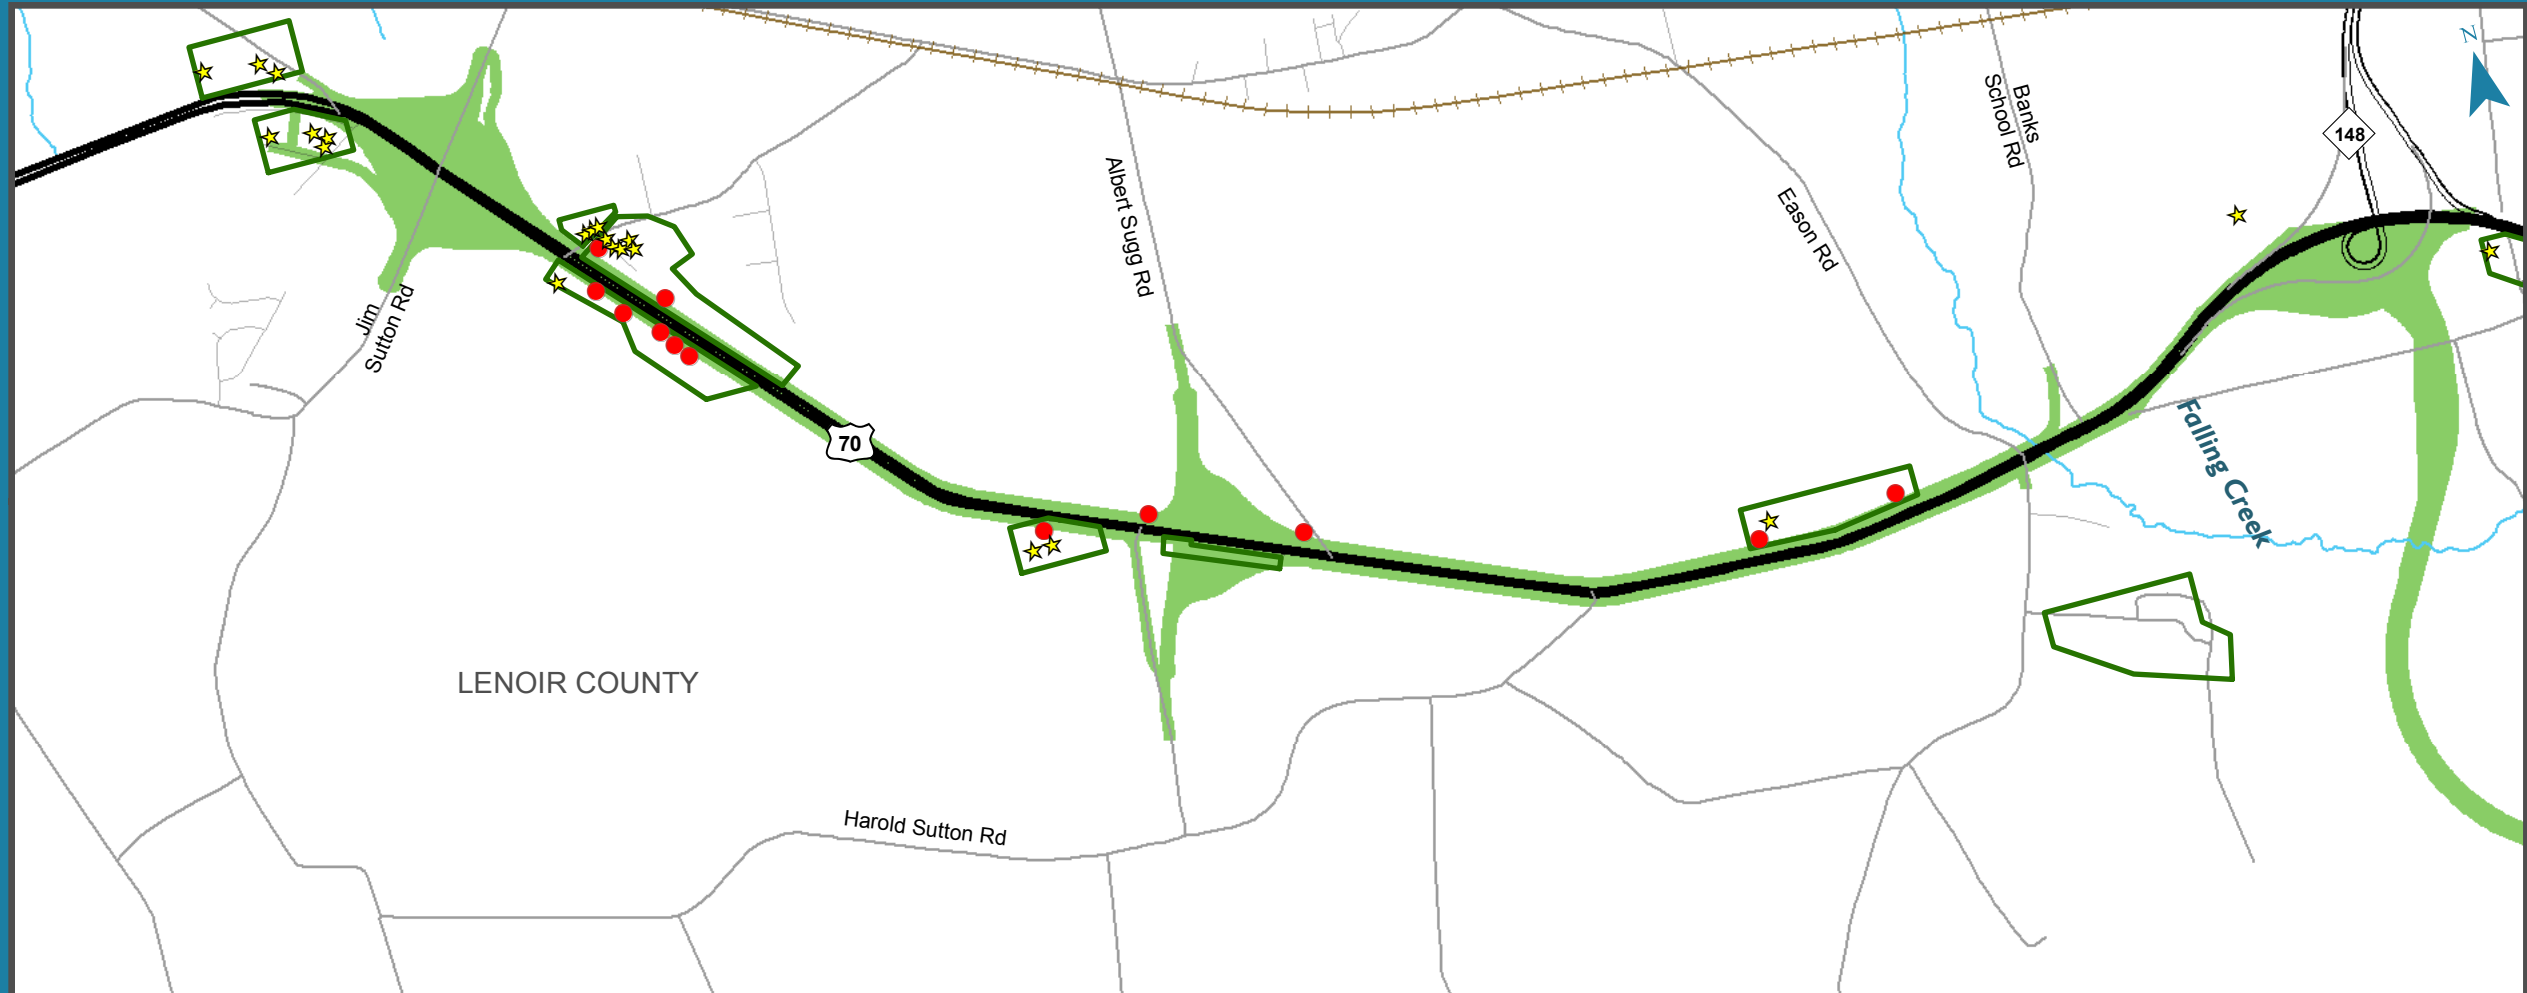 N
148
Banks
School Rd
Albert Sugg Rd
Eason Rd
Jim
Sutton Rd
70
Falling Creek
LENOIR COUNTY
Harold Sutton Rd